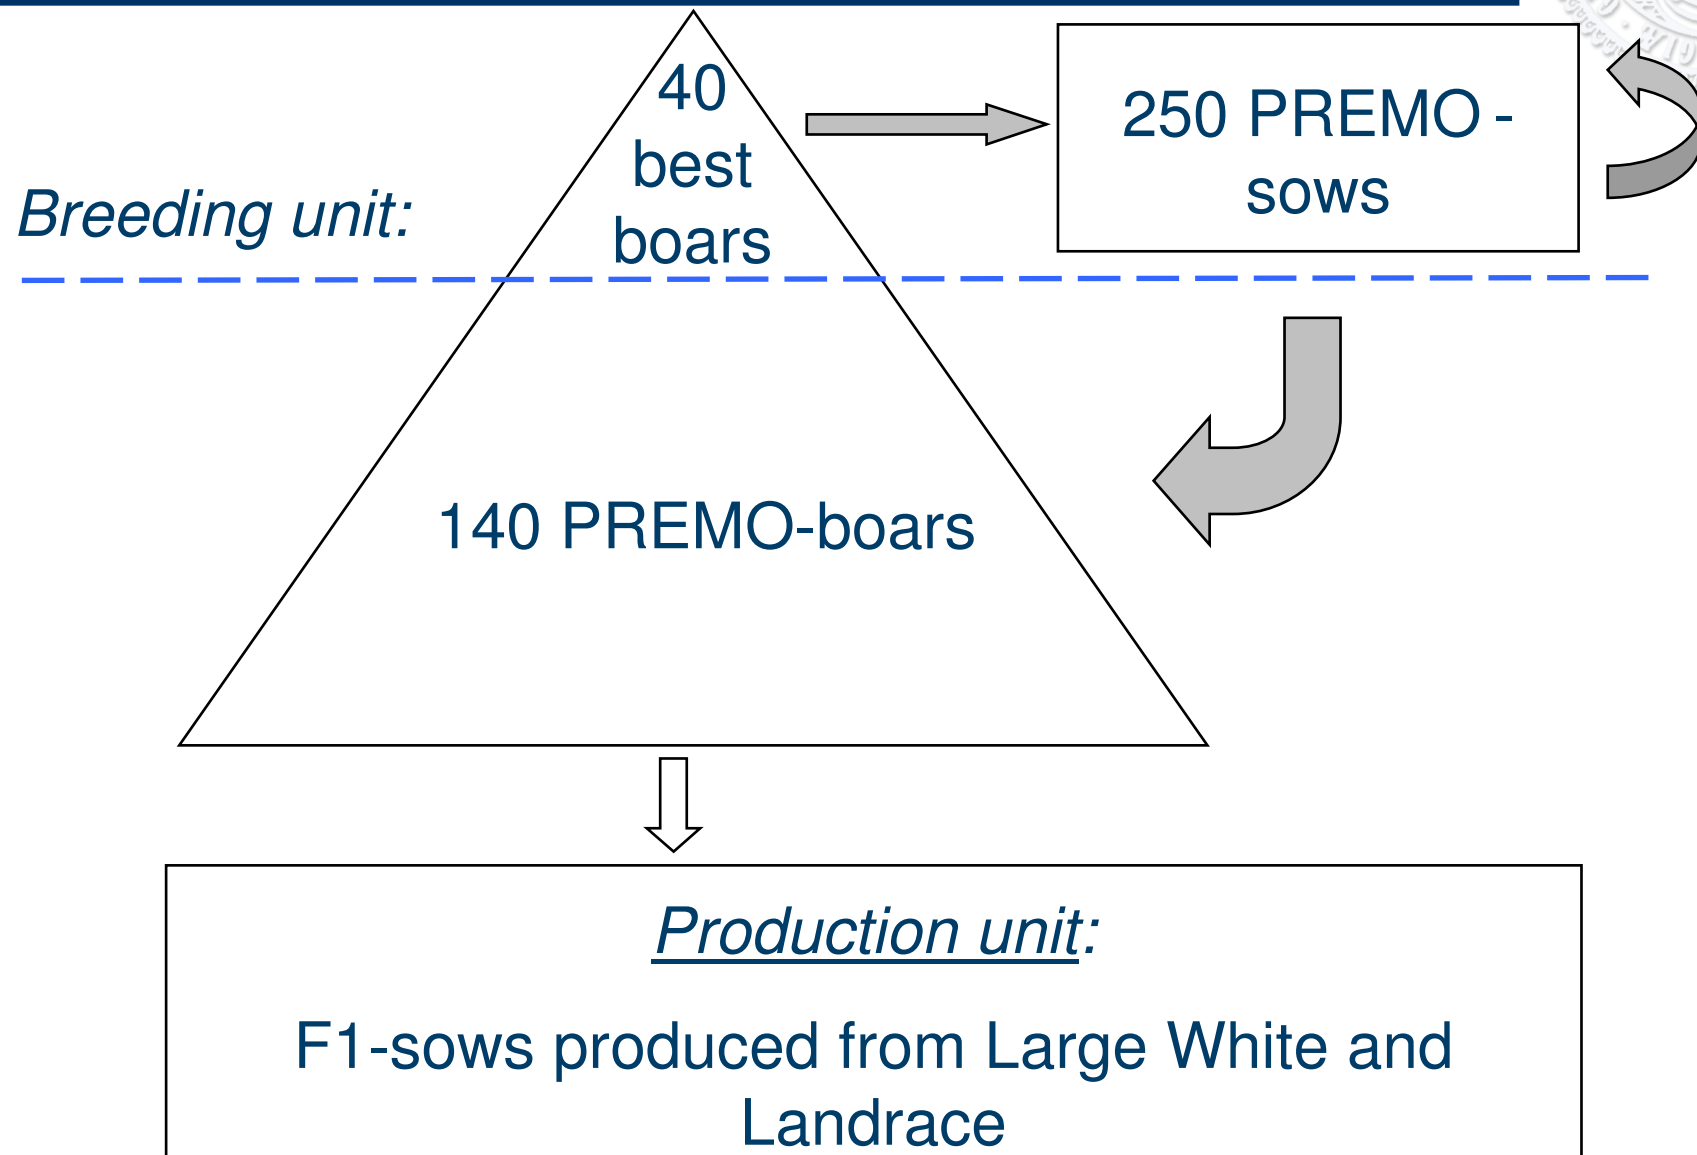 40
best
boars
250 PREMO -
sows
Breeding unit:
140 PREMO-boars
Production unit:
F1-sows produced from Large White and
Landrace